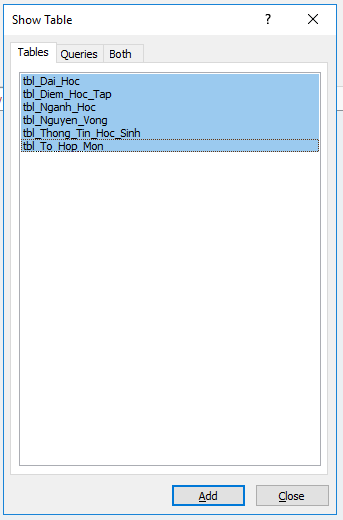 Show Table
?
Tables Queries Both
tbl_Dai_Hoc
tbl_Diem_Hoc_Tap
tbl_Nganh_Hoc
tbl_Nguyen_Vong
tbl_Thong_Tin_Hoc_Sinh
tbl_To_Hop_Mon
Add Close